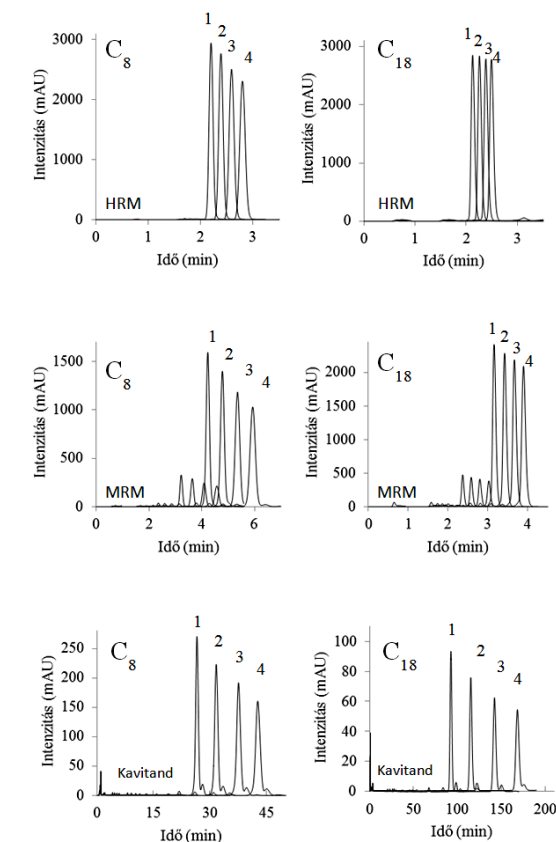 1 2 3 4
C8
3000
2000
1000
0
Intenzitás (mAU)
HRM
0 1 2 3
Idő (min)
1 2 3 4
C18
3000
2000
1000
0
Intenzitás (mAU)
HRM
0 1 2 3
Idő (min)
1 2 3 4
C8
1500
1000
500
0
Intenzitás (mAU)
MRM
0 2 4 6
Idő (min)
1 2 3 4
C18
2000
1500
1000
500
0
Intenzitás (mAU)
MRM
0 1 2 3 4
Idő (min)
1 2 3 4
C8
250
200
150
100
50
0
Intenzitás (mAU)
Kavitand
0 15 30 45
Idő (min)
1 2 3 4
C18
100
80
60
40
20
0
Intenzitás (mAU)
Kavitand
0 50 100 150 200
Idő (min)